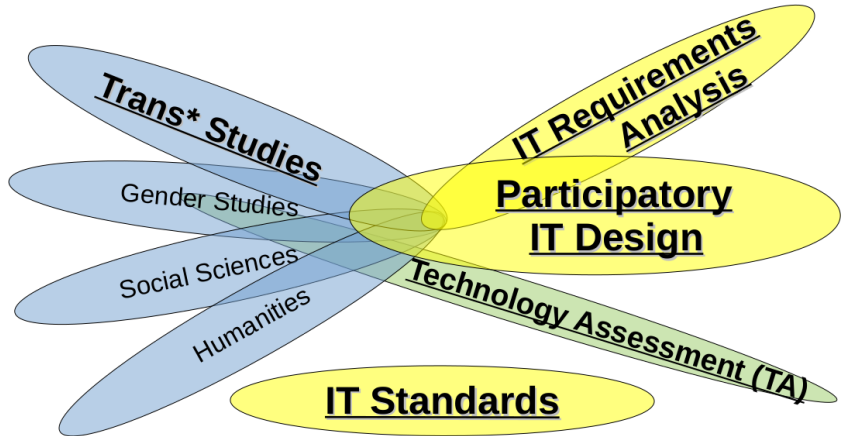 Trans* Studies
Gender Studies
Social Sciences
Humanities
IT Requirements
Analysis
Participatory
IT Design
Technology Assessment (TA)
IT Standards